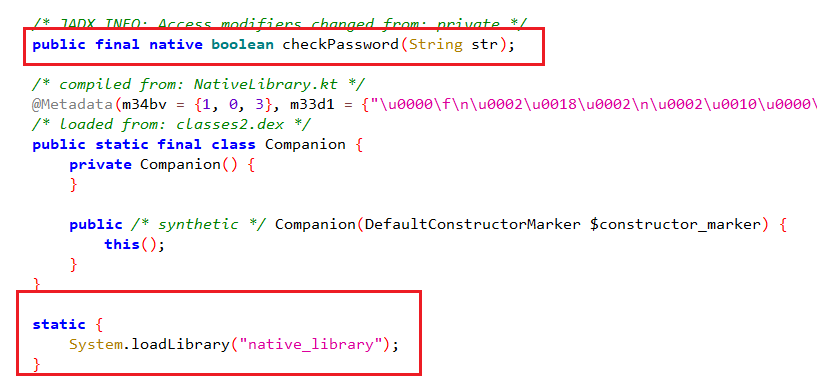 /* JADX INFO: Access modifiers changed from: private */
public final native boolean checkPassword(String str);
/* compiled from: NativeLibrary.kt */
@Metadata(m34bv = {1, 0, 3}, m33d1 = {"\u0000\f\n\u0002\u0018\u0002\n\u0002\u0010\u0000\
/* loaded from: classes2.dex */
public static final class Companion {
private Companion() {
}
public /* synthetic */ Companion(DefaultConstructorMarker $constructor_marker) {
this();
}
}
static {
System.loadLibrary("native_library");
}